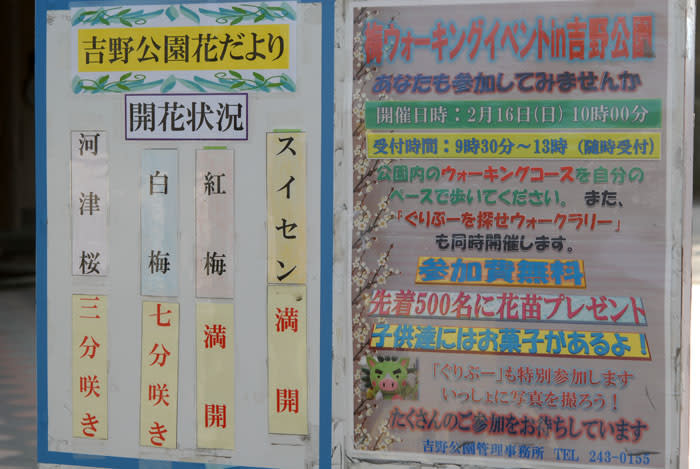 吉野公園花だより
開花状況
スイセン
満開
紅梅
満開
白梅
七分咲き
河津桜
三分咲き
梅ウォーキングイベントin吉野公園
あなたも参加してみませんか
開催日時：2月16日(日) 10時00分
受付時間：9時30分～13時 (随時受付)
公園内のウォーキングコースを自分の
ペースで歩いてください。 また、
「ぐりぶーを探せウォークラリー」
も同時開催します。
参加費無料
先着500名に花苗プレゼント
子供達にはお菓子があるよ！
「ぐりぶー」も特別参加します
いっしょに写真を撮ろう！
たくさんのご参加をお待ちしています
吉野公園管理事務所 TEL 243-0155